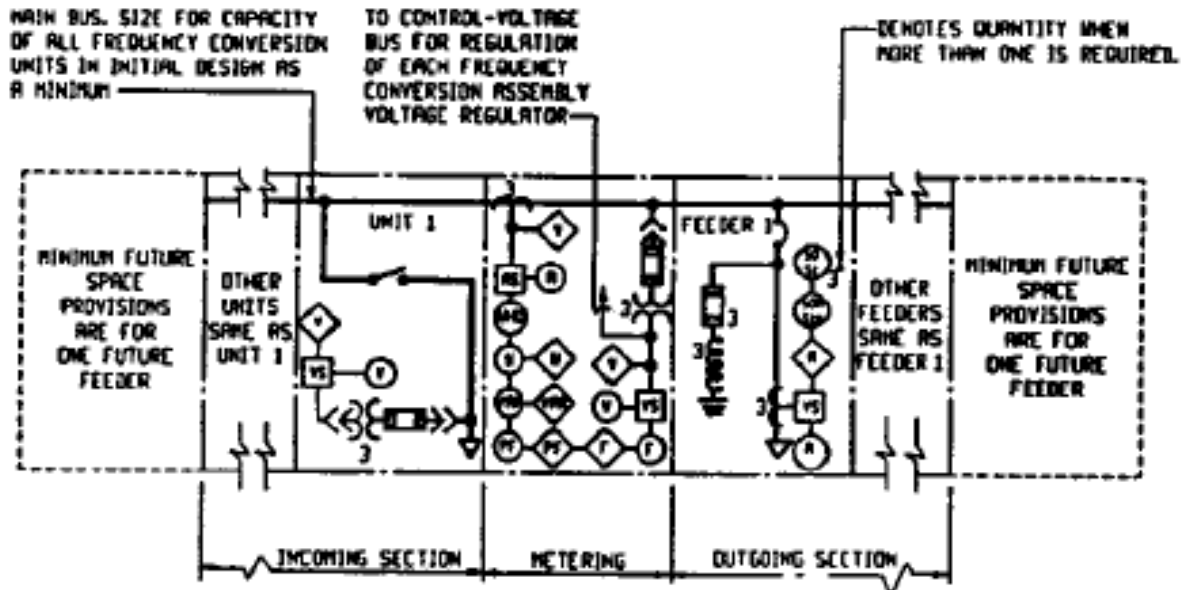 MAIN BUS. SIZE FOR CAPACITY
OF ALL FREQUENCY CONVERSION
UNITS IN INITIAL DESIGN AS
A MINIMUM
TO CONTROL-VOLTAGE
BUS FOR REGULATION
OF EACH FREQUENCY
CONVERSION ASSEMBLY
VOLTAGE REGULATOR
DENOTES QUANTITY WHEN
MORE THAN ONE IS REQUIRED.
MINIMUM FUTURE
SPACE
PROVISIONS
ARE FOR
ONE FUTURE
FEEDER
OTHER
UNITS
SAME AS
UNIT 1
UNIT 1
V
VS
V
3
V
AS
A
PF
PF
F
F
3
V
V
VS
FEEDER 1
3
3
3
3
A
VS
A
OTHER
FEEDERS
SAME AS
FEEDER 1
MINIMUM FUTURE
SPACE
PROVISIONS
ARE FOR
ONE FUTURE
FEEDER
INCOMING SECTION
METERING
OUTGOING SECTION